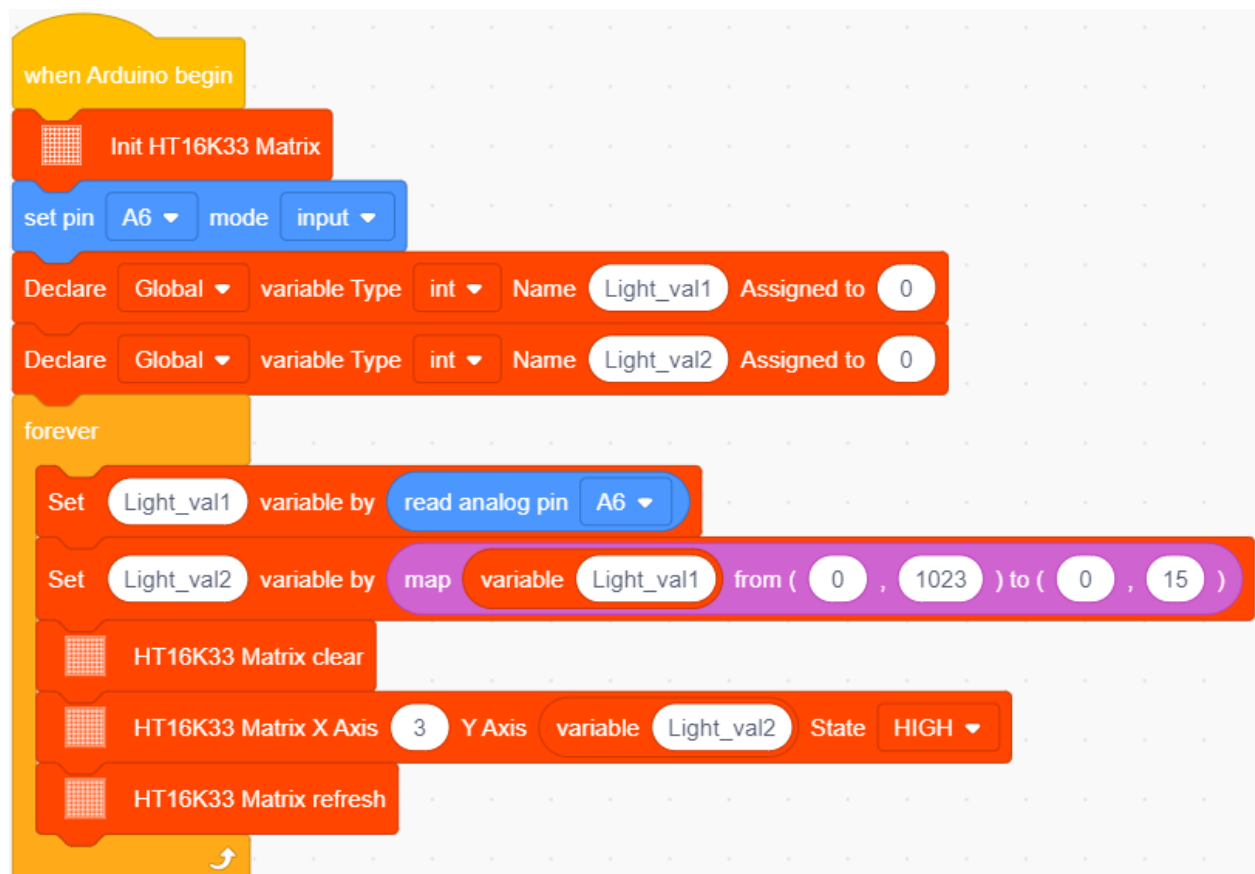 when Arduino begin
Init HT16K33 Matrix
set pin A6 mode input
Declare Global variable Type int Name Light_val1 Assigned to 0
Declare Global variable Type int Name Light_val2 Assigned to 0
forever
Set Light_val1 variable by read analog pin A6
Set Light_val2 variable by map variable Light_val1 from ( 0 , 1023 ) to ( 0 , 15 )
HT16K33 Matrix clear
HT16K33 Matrix X Axis 3 Y Axis variable Light_val2 State HIGH
HT16K33 Matrix refresh